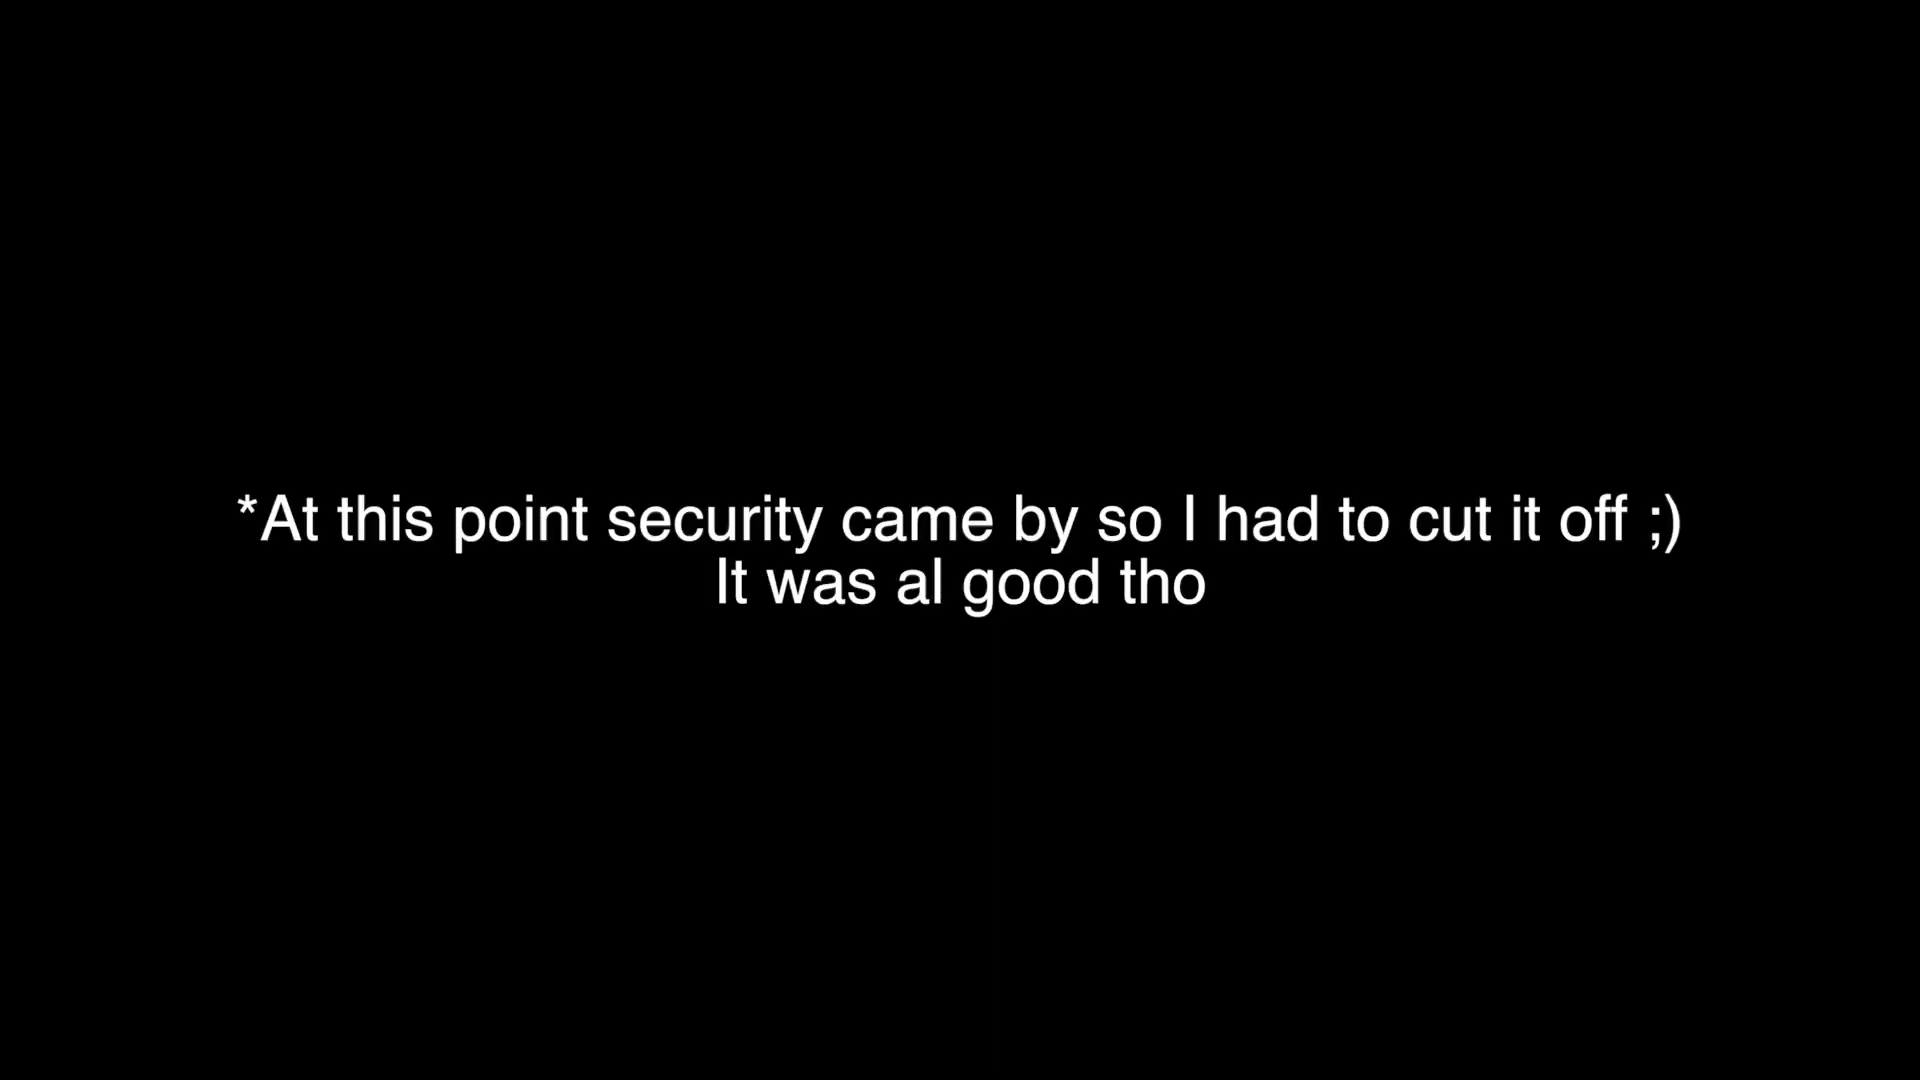 *At this point security came by so I had to cut it off ;)
It was al good tho